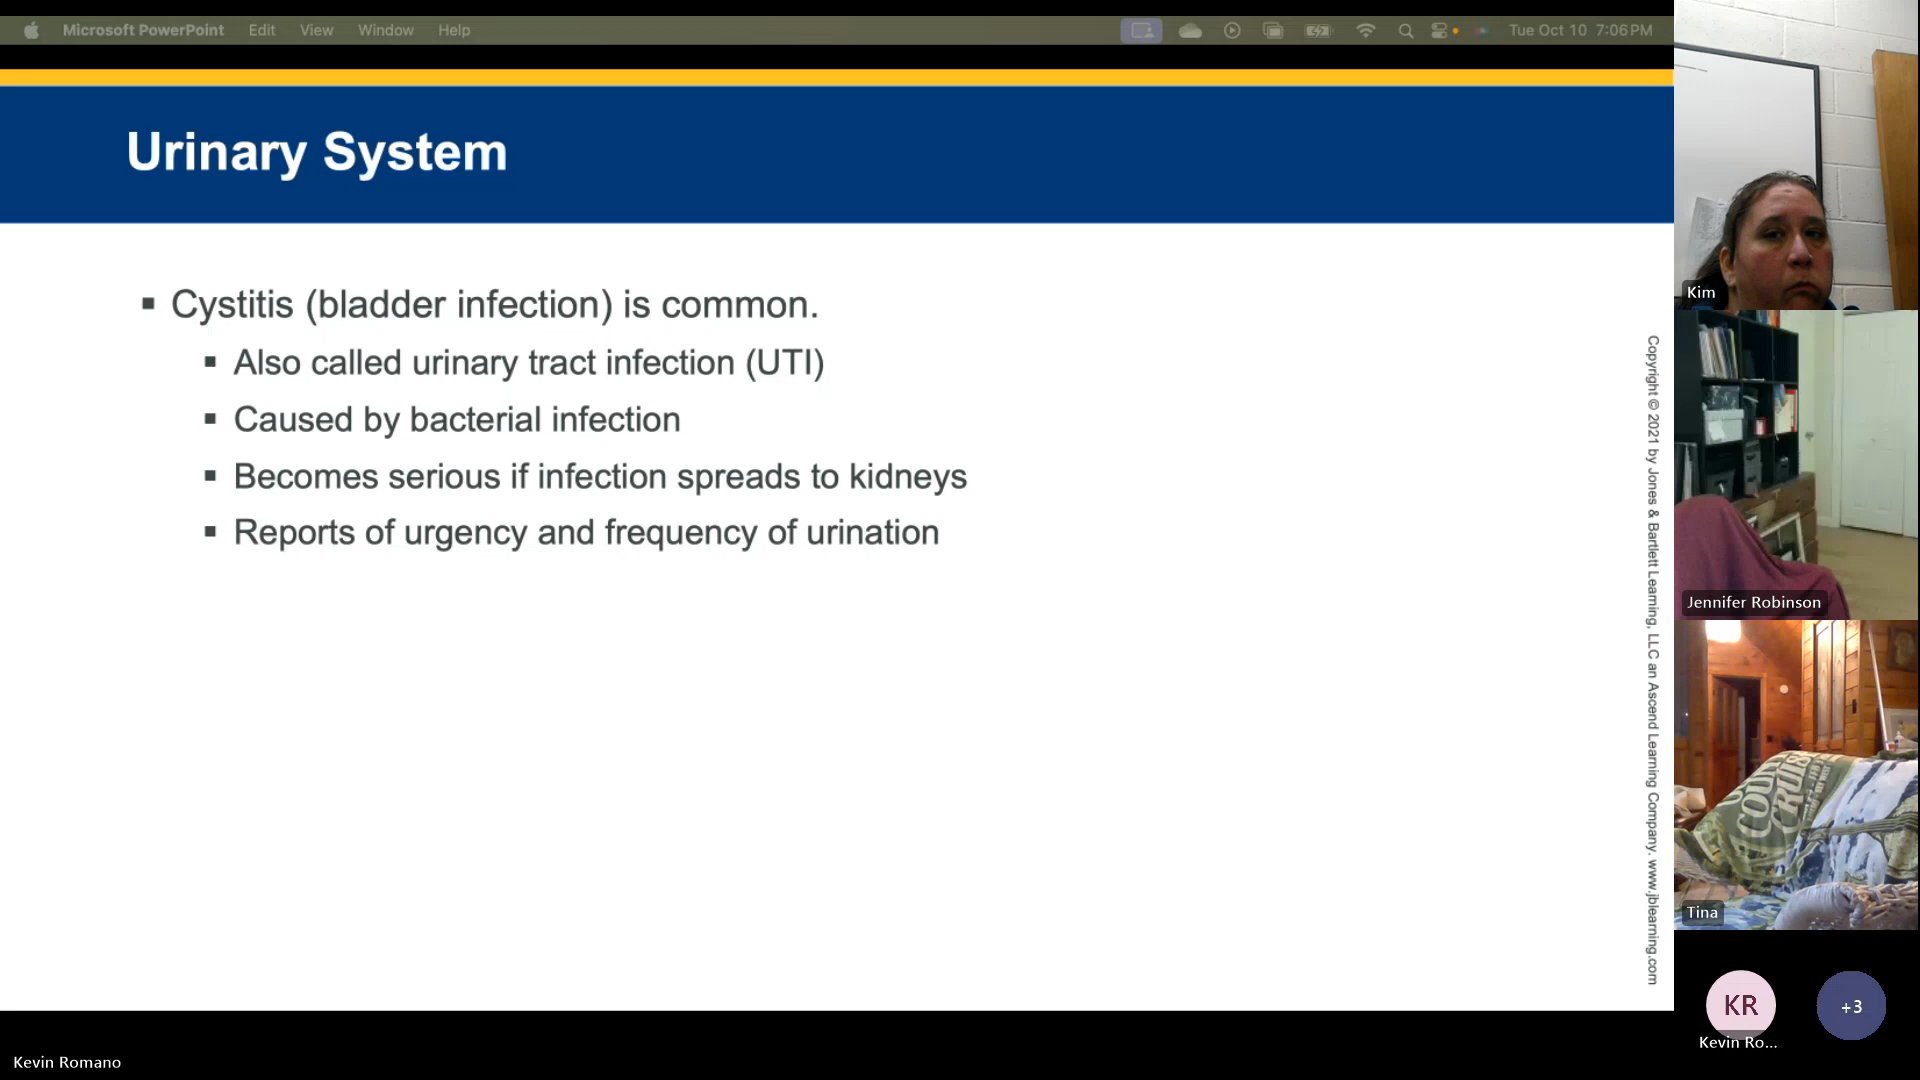 Microsoft PowerPoint Edit View Window Help Tue Oct 10 7:06 PM
Urinary System
▪ Cystitis (bladder infection) is common.
▪ Also called urinary tract infection (UTI)
▪ Caused by bacterial infection
▪ Becomes serious if infection spreads to kidneys
▪ Reports of urgency and frequency of urination
Copyright © 2021 by Jones & Bartlett Learning, LLC an Ascend Learning Company. www.jblearning.com
Kim
Jennifer Robinson
Tina
KR
+3
Kevin Ro...
Kevin Romano